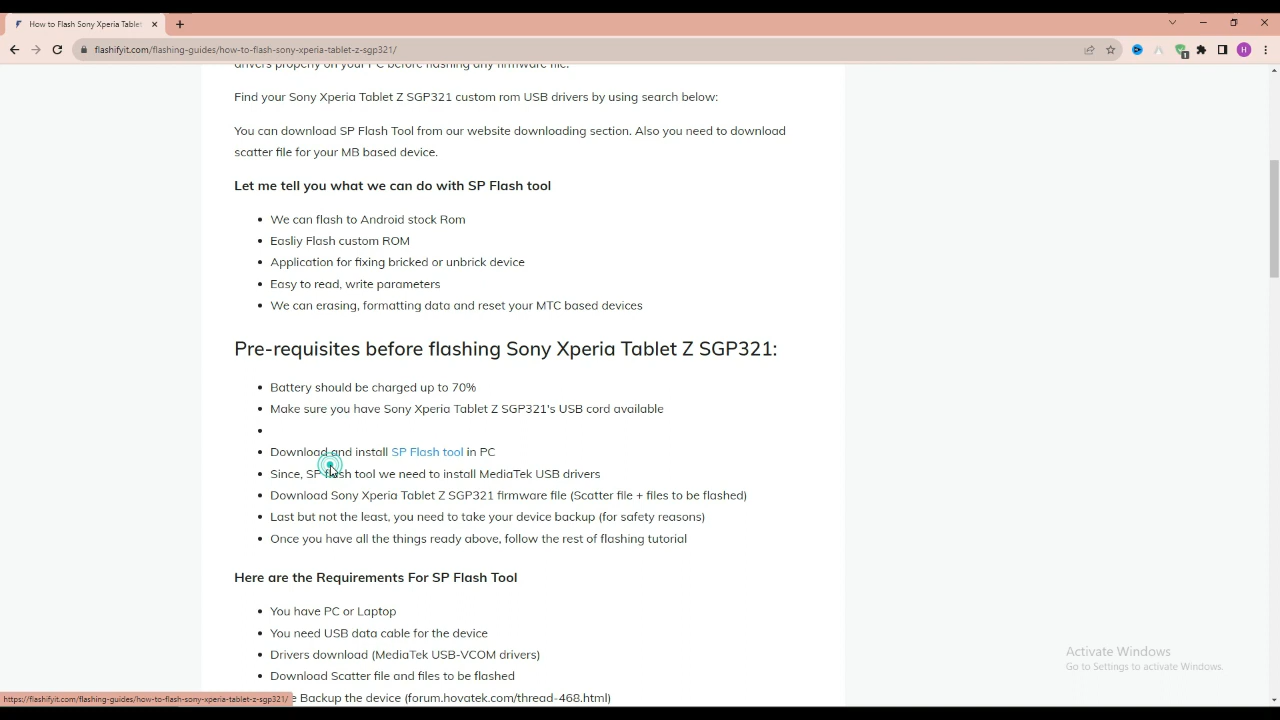 How to Flash Sony Xperia Tablet
flashifyit.com/flashing-guides/how-to-flash-sony-xperia-tablet-z-sgp321/
1
H
drivers properly on your PC before flashing any firmware file.
Find your Sony Xperia Tablet Z SGP321 custom rom USB drivers by using search below:
You can download SP Flash Tool from our website downloading section. Also you need to download
scatter file for your MB based device.
Let me tell you what we can do with SP Flash tool
We can flash to Android stock Rom
Easliy Flash custom ROM
Application for fixing bricked or unbrick device
Easy to read, write parameters
We can erasing, formatting data and reset your MTC based devices
Pre-requisites before flashing Sony Xperia Tablet Z SGP321:
Battery should be charged up to 70%
Make sure you have Sony Xperia Tablet Z SGP321's USB cord available
Download and install SP Flash tool in PC
Since, SP flash tool we need to install MediaTek USB drivers
Download Sony Xperia Tablet Z SGP321 firmware file (Scatter file + files to be flashed)
Last but not the least, you need to take your device backup (for safety reasons)
Once you have all the things ready above, follow the rest of flashing tutorial
Here are the Requirements For SP Flash Tool
You have PC or Laptop
You need USB data cable for the device
Drivers download (MediaTek USB-VCOM drivers)
Download Scatter file and files to be flashed
Backup the device (forum.hovatek.com/thread-468.html)
Activate Windows
Go to Settings to activate Windows.
https://flashifyit.com/flashing-guides/how-to-flash-sony-xperia-tablet-z-sgp321/